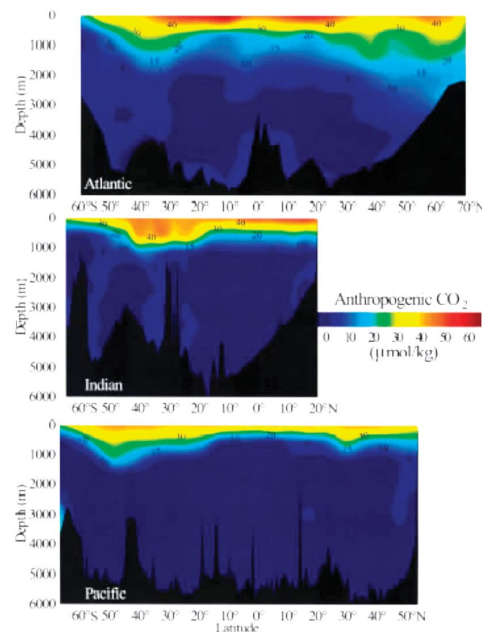 0
1000
2000
3000
4000
5000
6000
Depth (m)
Atlantic
60°S 50° 40° 30° 20° 10° 0° 10° 20° 30° 40° 50° 60° 70°N
0
1000
2000
3000
4000
5000
6000
Depth (m)
Indian
60°S 50° 40° 30° 20° 10° 0° 10° 20°N
Anthropogenic CO₂
0 10 20 30 40 50 60
(μmol/kg)
0
1000
2000
3000
4000
5000
6000
Depth (m)
Pacific
60°S 50° 40° 30° 20° 10° 0° 10° 20° 30° 40° 50°N
Latitude